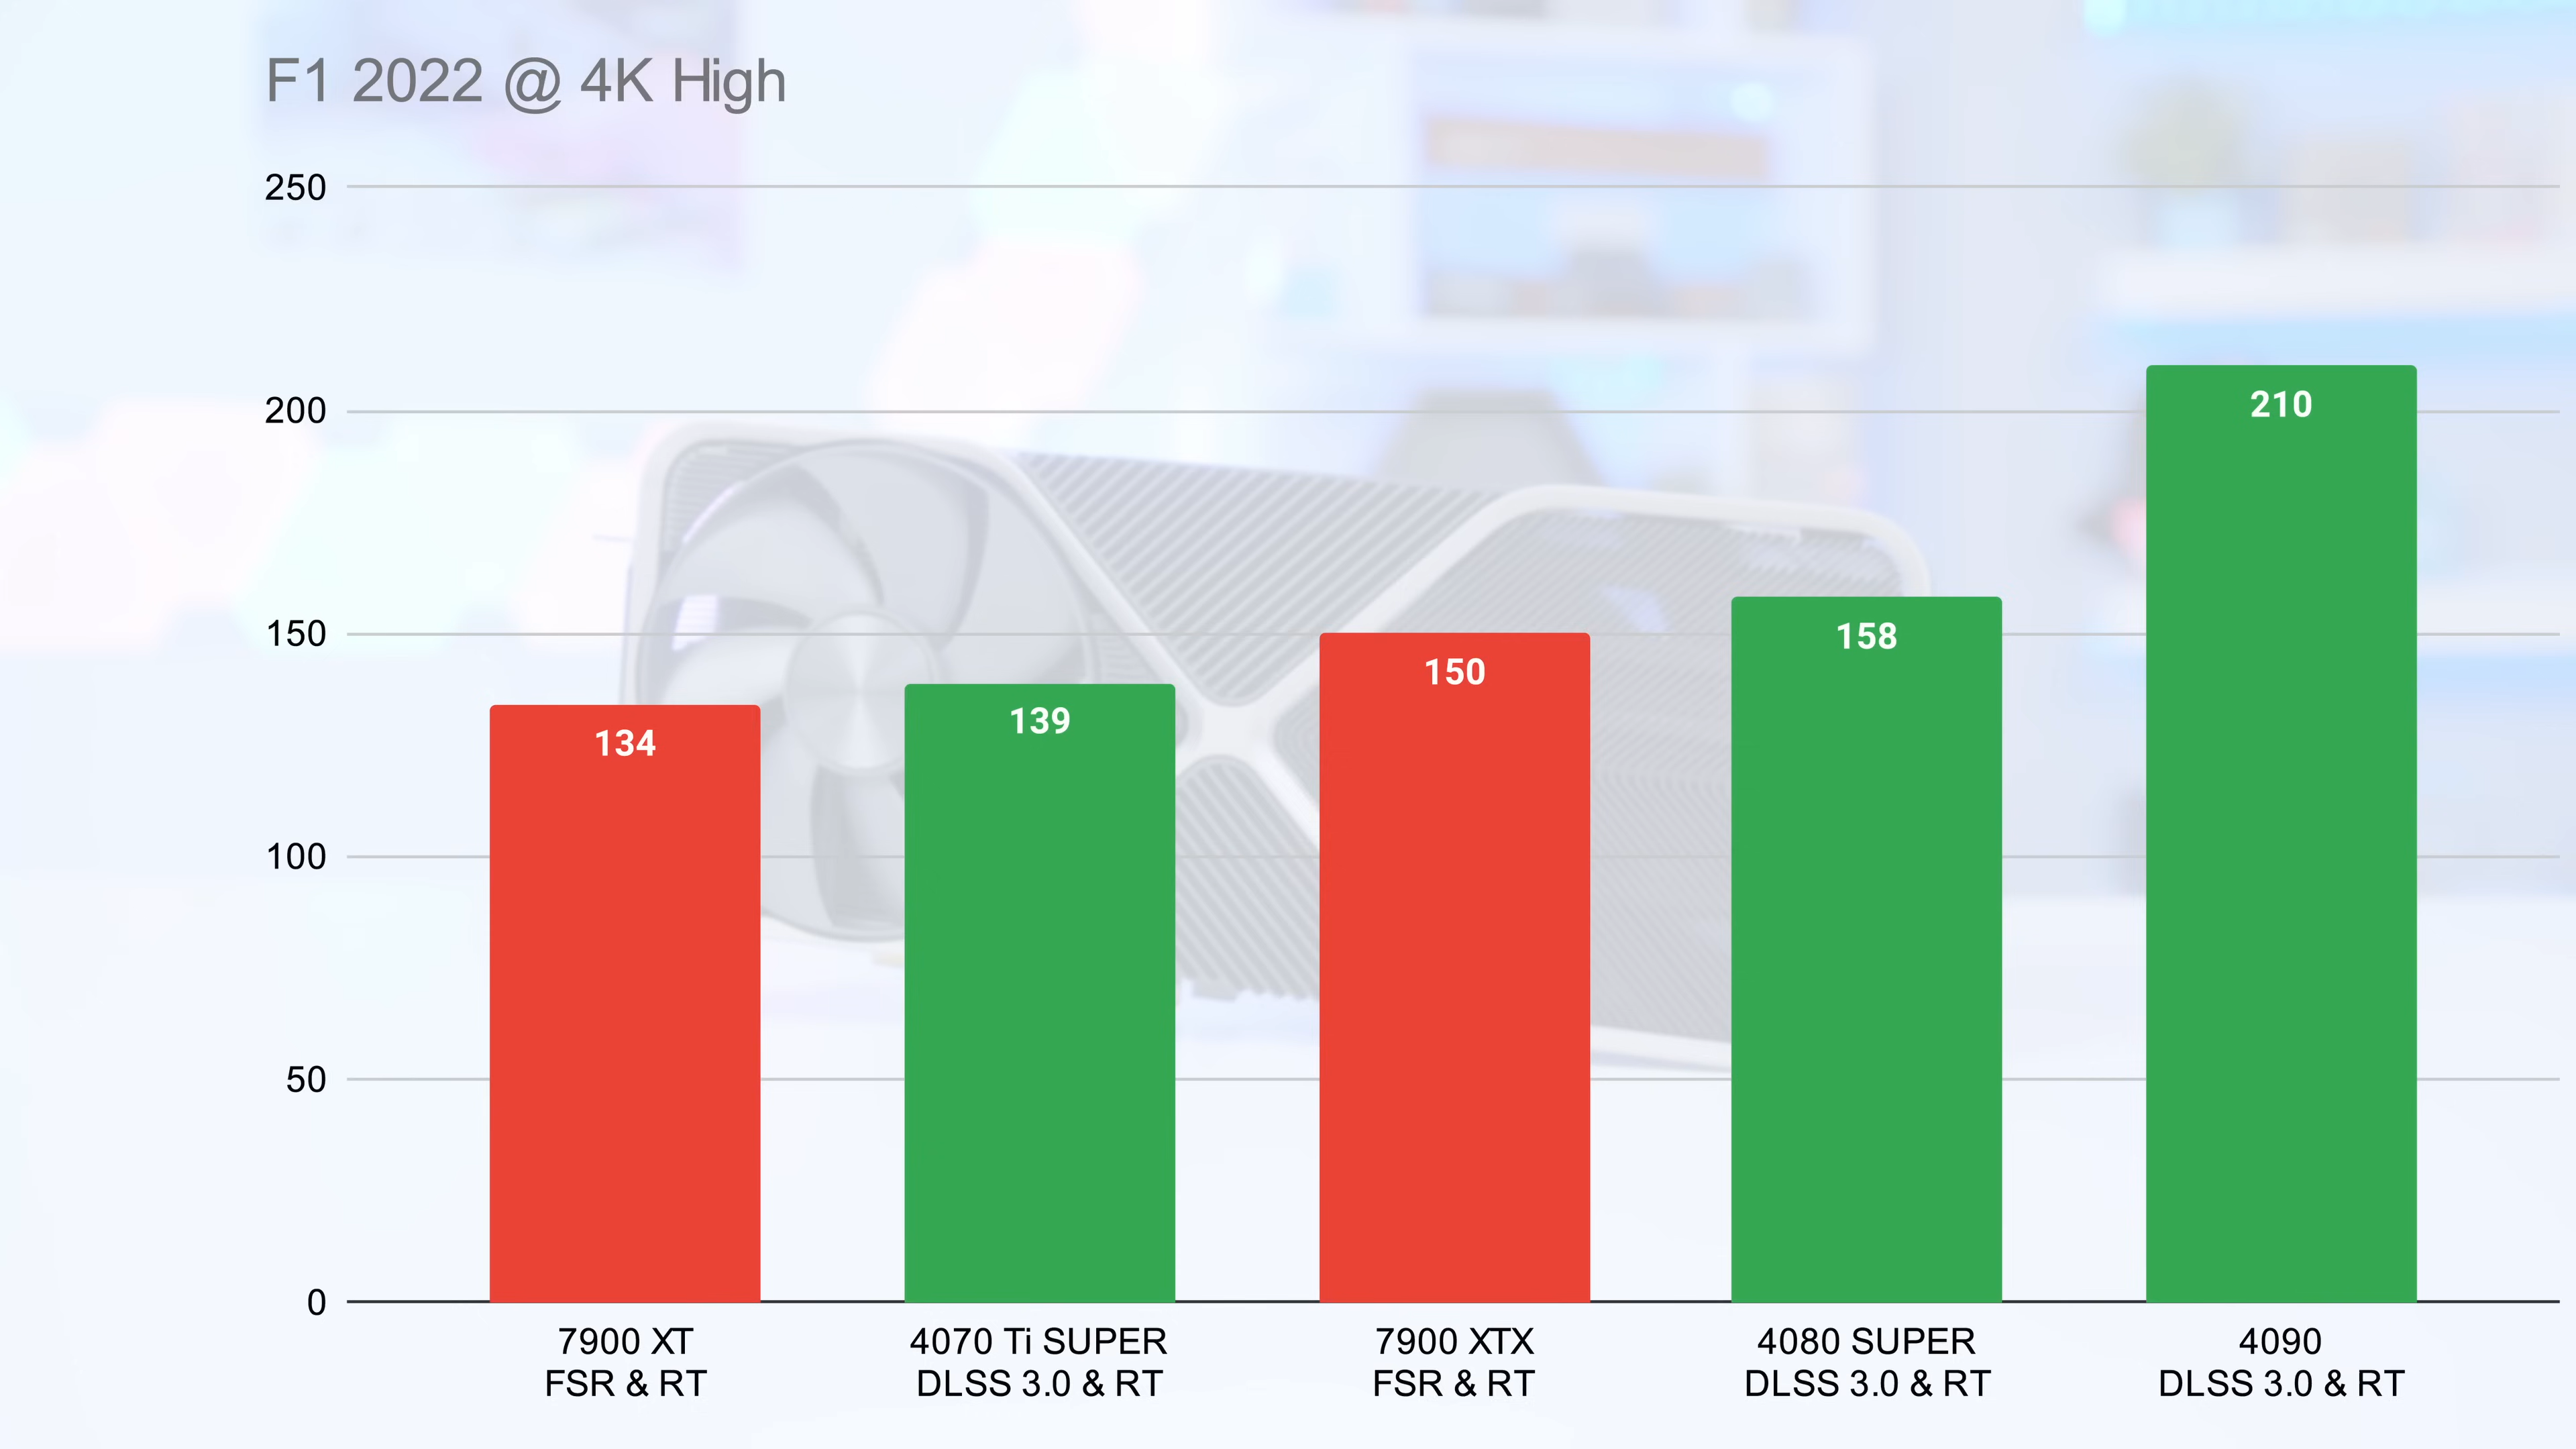 F1 2022 @ 4K High
250
200
150
100
50
0
134
139
150
158
210
7900 XT
FSR & RT
4070 Ti SUPER
DLSS 3.0 & RT
7900 XTX
FSR & RT
4080 SUPER
DLSS 3.0 & RT
4090
DLSS 3.0 & RT